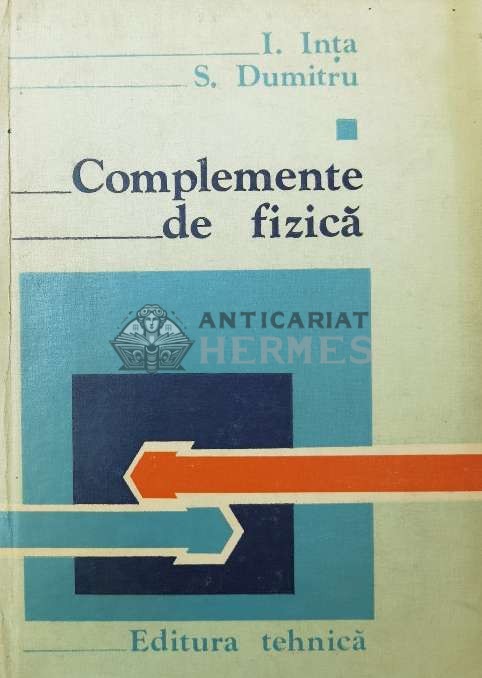 I.Ința
S. Dumitru
Complemente
de fizică
ANTICARIAT
HERMES
Editura tehnică